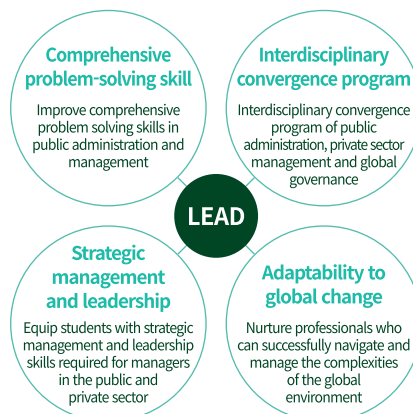 Comprehensive
problem-solving skill
Improve comprehensive
problem solving skills in
public administration and
management
Interdisciplinary
convergence program
Interdisciplinary convergence
program of public
administration, private sector
management and global
governance
LEAD
Strategic
management
and leadership
Equip students with strategic
management and leadership
skills required for managers
in the public and
private sector
Adaptability to
global change
Nurture professionals who
can successfully navigate and
manage the complexities
of the global
environment